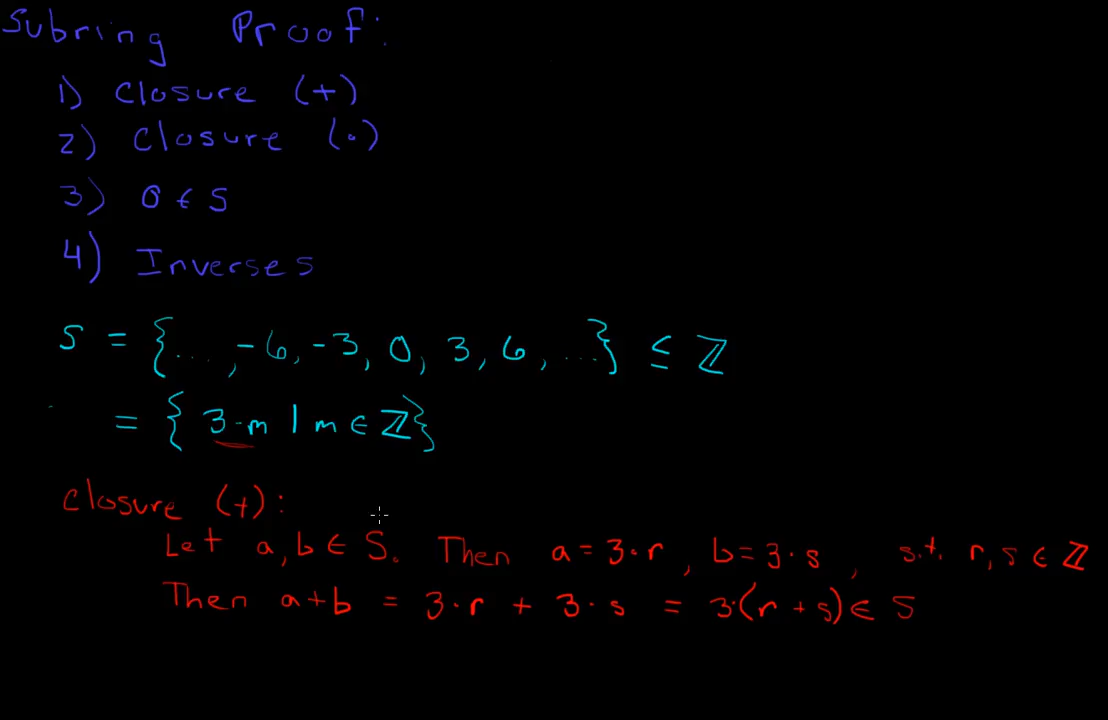 Subring Proof:
1) Closure (+)
2) Closure (·)
3) 0 ∈ S
4) Inverses
S = {..., -6, -3, 0, 3, 6, ...} ≤ ℤ
= {3·m | m ∈ ℤ}
Closure (+):
Let a, b ∈ S. Then a = 3·r, b = 3·s, s.t. r, s ∈ ℤ
Then a+b = 3·r + 3·s = 3·(r + s) ∈ S